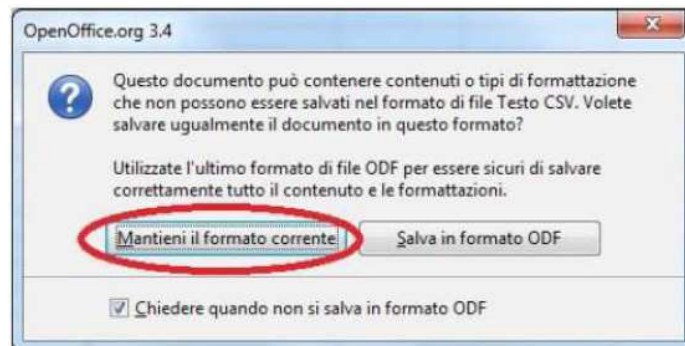 OpenOffice.org 3.4
Questo documento può contenere contenuti o tipi di formattazione
che non possono essere salvati nel formato di file Testo CSV. Volete
salvare ugualmente il documento in questo formato?
Utilizzate l'ultimo formato di file ODF per essere sicuri di salvare
correttamente tutto il contenuto e le formattazioni.
Mantieni il formato corrente Salva in formato ODF
Chiedere quando non si salva in formato ODF